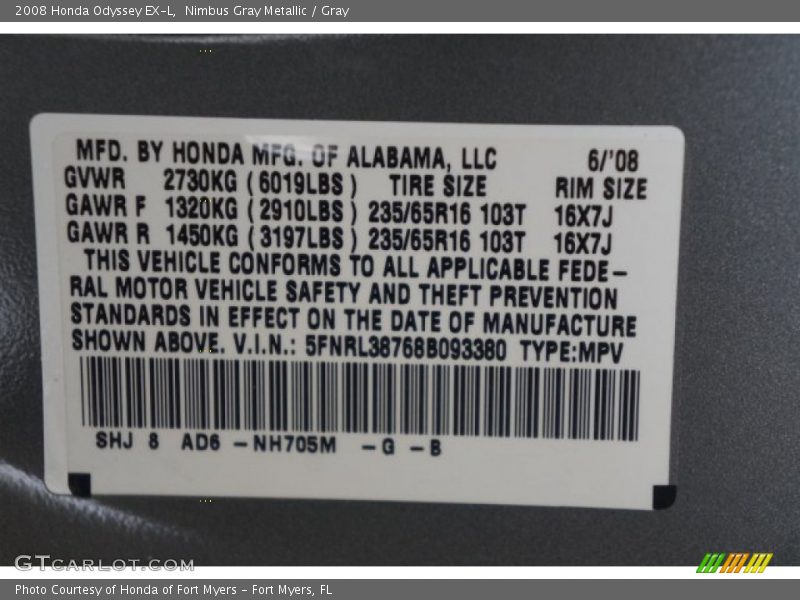 2008 Honda Odyssey EX-L, Nimbus Gray Metallic / Gray
MFD. BY HONDA MFG. OF ALABAMA, LLC 6/'08
GVWR 2730KG (6019LBS) TIRE SIZE RIM SIZE
GAWR F 1320KG (2910LBS) 235/65R16 103T 16X7J
GAWR R 1450KG (3197LBS) 235/65R16 103T 16X7J
THIS VEHICLE CONFORMS TO ALL APPLICABLE FEDE-
RAL MOTOR VEHICLE SAFETY AND THEFT PREVENTION
STANDARDS IN EFFECT ON THE DATE OF MANUFACTURE
SHOWN ABOVE. V.I.N.: 5FNRL38768B093380 TYPE:MPV
SHJ 8 AD6 -NH705M -G -B
GTCARLOT.COM
Photo Courtesy of Honda of Fort Myers - Fort Myers, FL